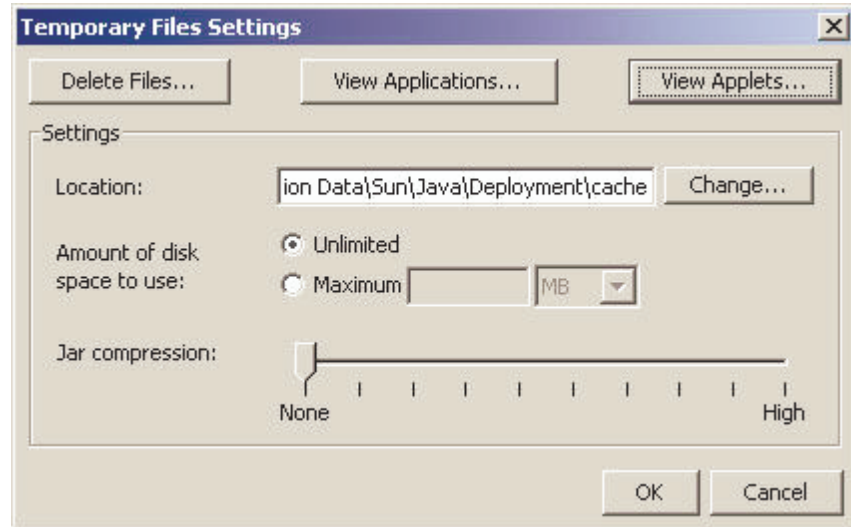 Temporary Files Settings
Delete Files...
View Applications...
View Applets...
Settings
Location:
ion Data\Sun\Java\Deployment\cache
Change...
Amount of disk
space to use:
Unlimited
Maximum
MB
Jar compression:
None
High
OK
Cancel